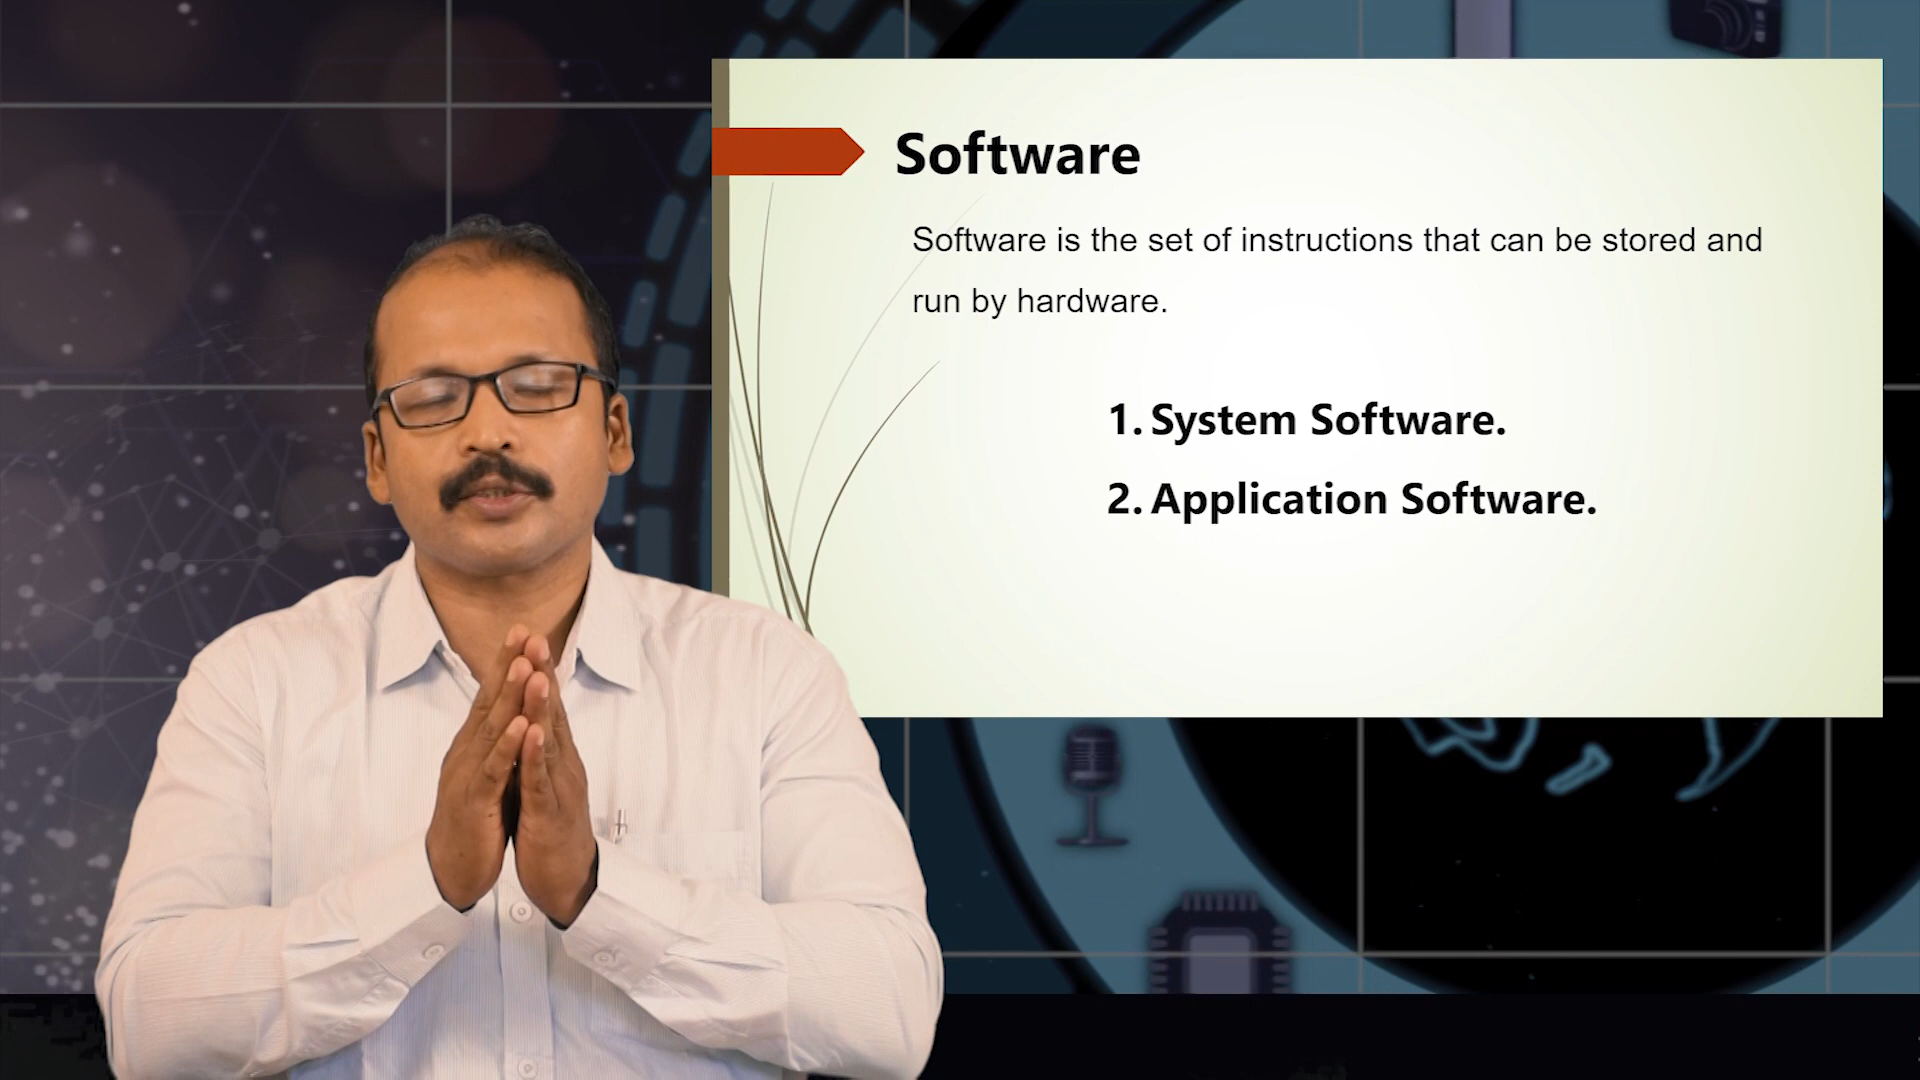 Software
Software is the set of instructions that can be stored and
run by hardware.
1. System Software.
2. Application Software.